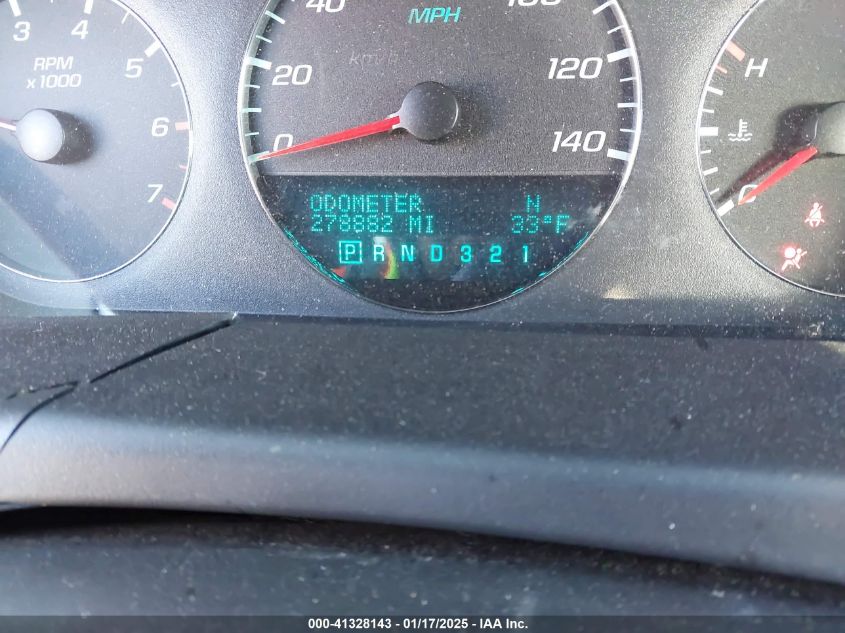 3 4 5 6 7
RPM
x1000
0 20 40 120 140
MPH
km/h
H
C
ODOMETER N
278882 MI 33°F
P R N D 3 2 1
000-41328143 - 01/17/2025 - IAA Inc.